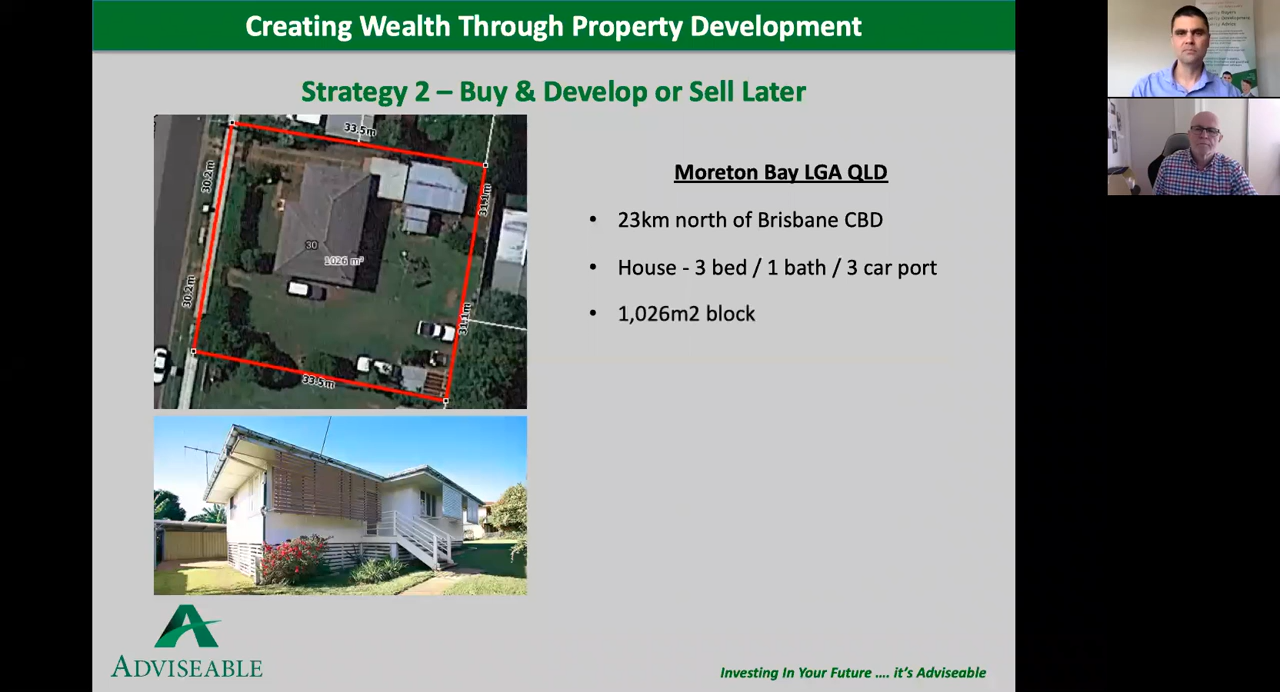 Creating Wealth Through Property Development
Strategy 2 – Buy & Develop or Sell Later
33.5m
30.2m
31.1m
30
1026 m²
30.2m
31.1m
33.5m
Moreton Bay LGA QLD
• 23km north of Brisbane CBD
• House - 3 bed / 1 bath / 3 car port
• 1,026m2 block
ADVISEABLE
Investing In Your Future .... it's Adviseable